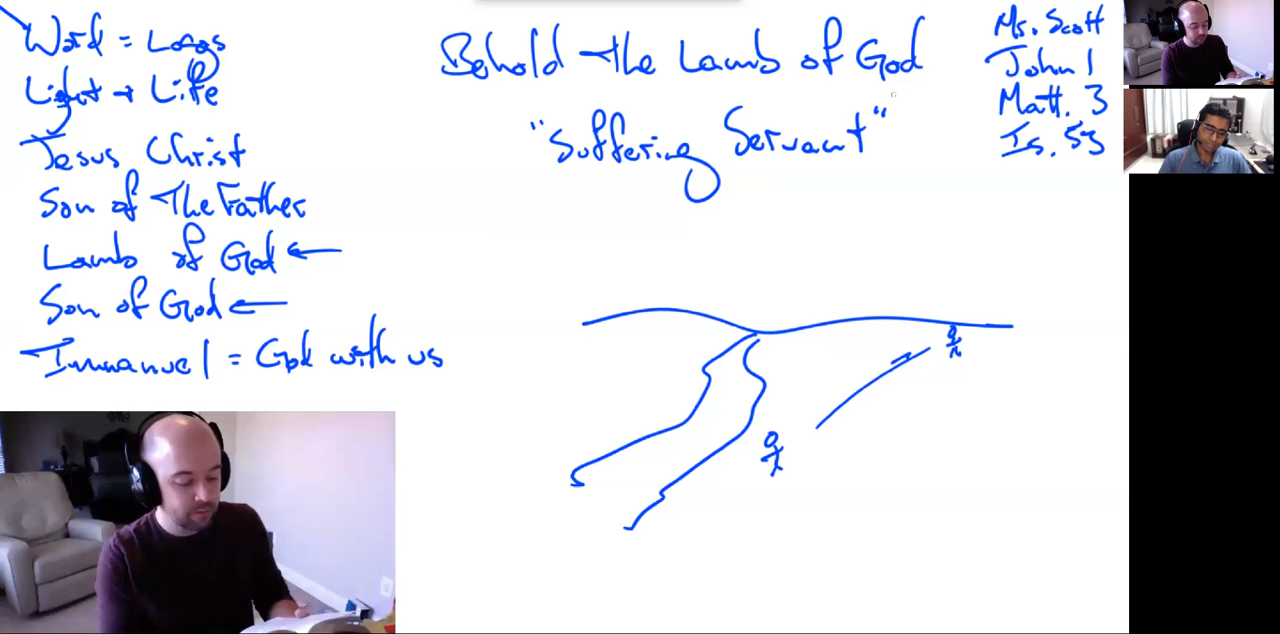 Word = Logos
Light + Life
Jesus Christ
Son of The Father
Lamb of God ←
Son of God ←
Immanuel = God with us
Behold the Lamb of God
"Suffering Servant"
Mr. Scott
John 1
Matt. 3
Is. 53